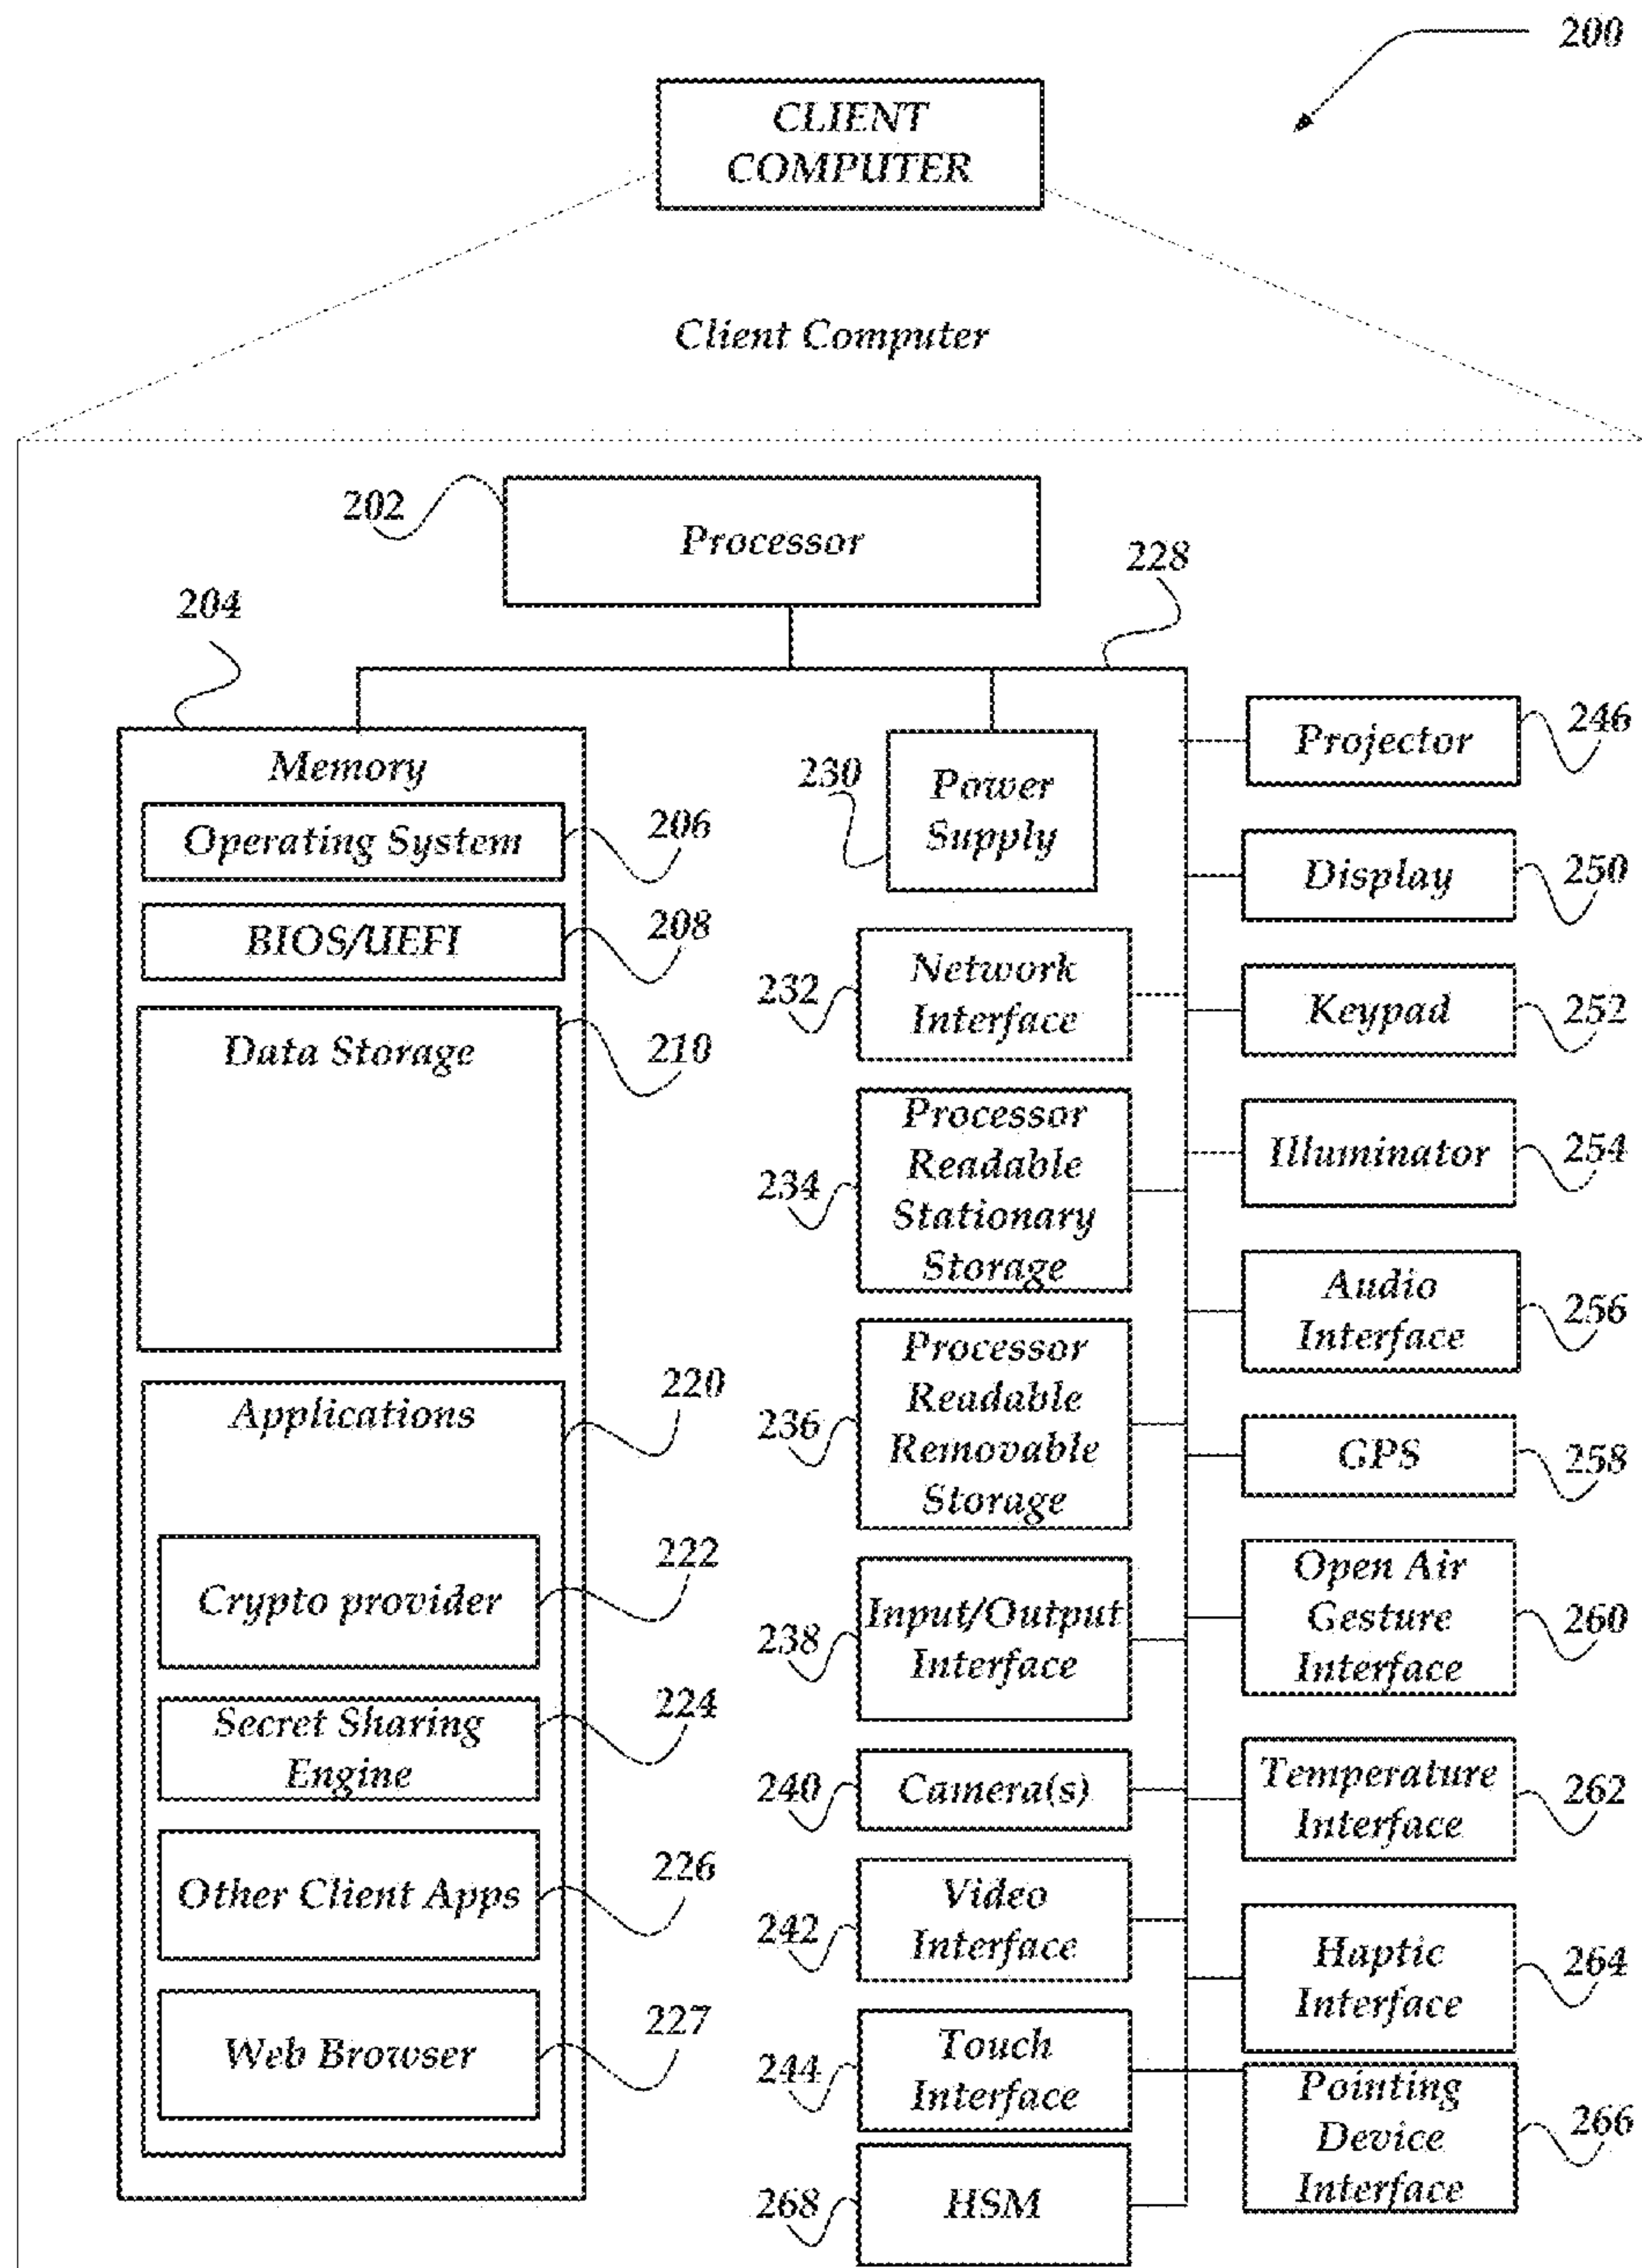 200
CLIENT
COMPUTER
Client Computer
202
Processor
228
204
Memory
Operating System
206
BIOS/UEFI
208
Data Storage
210
Applications
220
Crypto provider
222
Secret Sharing
Engine
224
Other Client Apps
226
Web Browser
227
230
Power
Supply
232
Network
Interface
234
Processor
Readable
Stationary
Storage
236
Processor
Readable
Removable
Storage
238
Input/Output
Interface
240
Camera(s)
242
Video
Interface
244
Touch
Interface
268
HSM
Projector
246
Display
250
Keypad
252
Illuminator
254
Audio
Interface
256
GPS
258
Open Air
Gesture
Interface
260
Temperature
Interface
262
Haptic
Interface
264
Pointing
Device
Interface
266